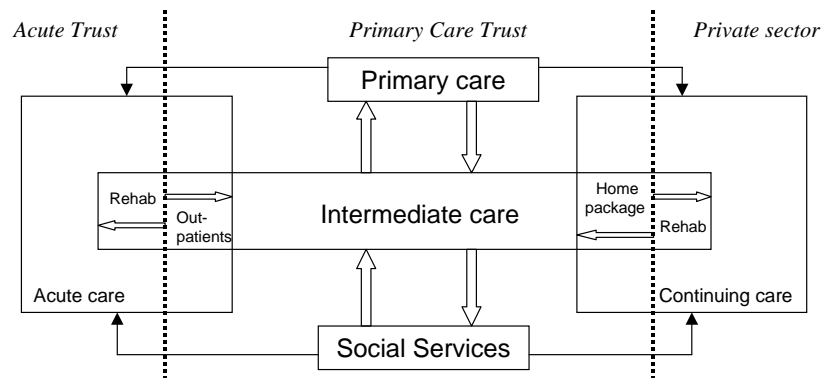 Acute Trust
Primary Care Trust
Private sector
Primary care
Rehab
Out-
patients
Intermediate care
Home
package
Rehab
Acute care
Continuing care
Social Services